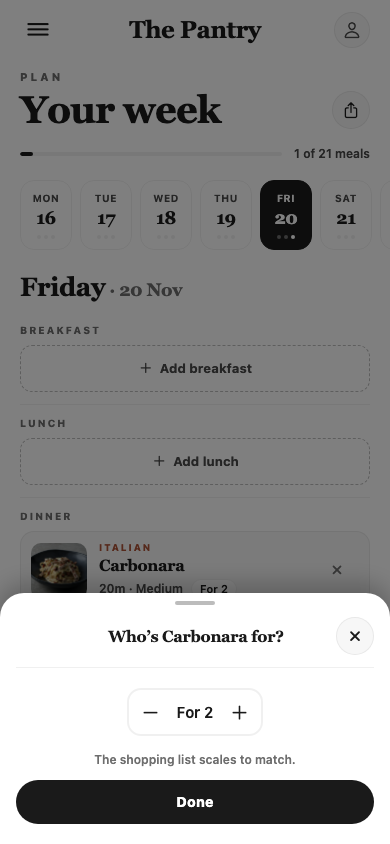 The Pantry
PLAN
Your week
1 of 21 meals
MON TUE WED THU FRI SAT
16 17 18 19 20 21
Friday · 20 Nov
BREAKFAST
+ Add breakfast
LUNCH
+ Add lunch
DINNER
ITALIAN
Carbonara
20m · Medium For 2
Who’s Carbonara for?
For 2
The shopping list scales to match.
Done